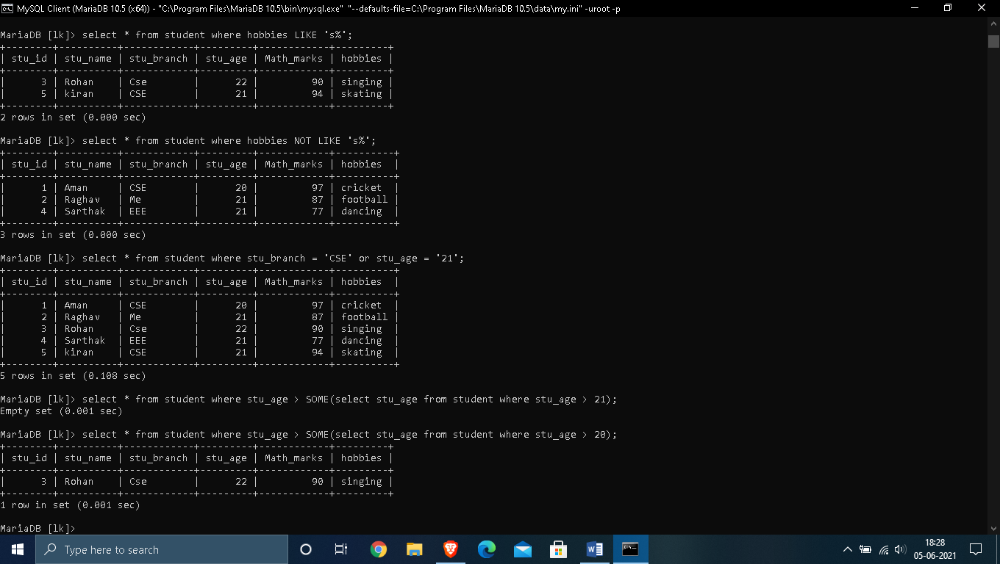 MySQL Client (MariaDB 10.5 (x64)) - "C:\Program Files\MariaDB 10.5\bin\mysql.exe" "--defaults-file=C:\Program Files\MariaDB 10.5\data\my.ini" -uroot -p
MariaDB [lk]> select * from student where hobbies LIKE 's%';
+--------+----------+------------+---------+------------+---------+
| stu_id | stu_name | stu_branch | stu_age | Math_marks | hobbies |
+--------+----------+------------+---------+------------+---------+
|      3 | Rohan    | Cse        |      22 |         90 | singing |
|      5 | kiran    | CSE        |      21 |         94 | skating |
+--------+----------+------------+---------+------------+---------+
2 rows in set (0.000 sec)
MariaDB [lk]> select * from student where hobbies NOT LIKE 's%';
+--------+----------+------------+---------+------------+----------+
| stu_id | stu_name | stu_branch | stu_age | Math_marks | hobbies  |
+--------+----------+------------+---------+------------+----------+
|      1 | Aman     | CSE        |      20 |         97 | cricket  |
|      2 | Raghav   | Me         |      21 |         87 | football |
|      4 | Sarthak  | EEE        |      21 |         77 | dancing  |
+--------+----------+------------+---------+------------+----------+
3 rows in set (0.000 sec)
MariaDB [lk]> select * from student where stu_branch = 'CSE' or stu_age = '21';
+--------+----------+------------+---------+------------+----------+
| stu_id | stu_name | stu_branch | stu_age | Math_marks | hobbies  |
+--------+----------+------------+---------+------------+----------+
|      1 | Aman     | CSE        |      20 |         97 | cricket  |
|      2 | Raghav   | Me         |      21 |         87 | football |
|      3 | Rohan    | Cse        |      22 |         90 | singing  |
|      4 | Sarthak  | EEE        |      21 |         77 | dancing  |
|      5 | kiran    | CSE        |      21 |         94 | skating  |
+--------+----------+------------+---------+------------+----------+
5 rows in set (0.108 sec)
MariaDB [lk]> select * from student where stu_age > SOME(select stu_age from student where stu_age > 21);
Empty set (0.001 sec)
MariaDB [lk]> select * from student where stu_age > SOME(select stu_age from student where stu_age > 20);
+--------+----------+------------+---------+------------+---------+
| stu_id | stu_name | stu_branch | stu_age | Math_marks | hobbies |
+--------+----------+------------+---------+------------+---------+
|      3 | Rohan    | Cse        |      22 |         90 | singing |
+--------+----------+------------+---------+------------+---------+
1 row in set (0.001 sec)
MariaDB [lk]>
Type here to search
18:28
05-06-2021